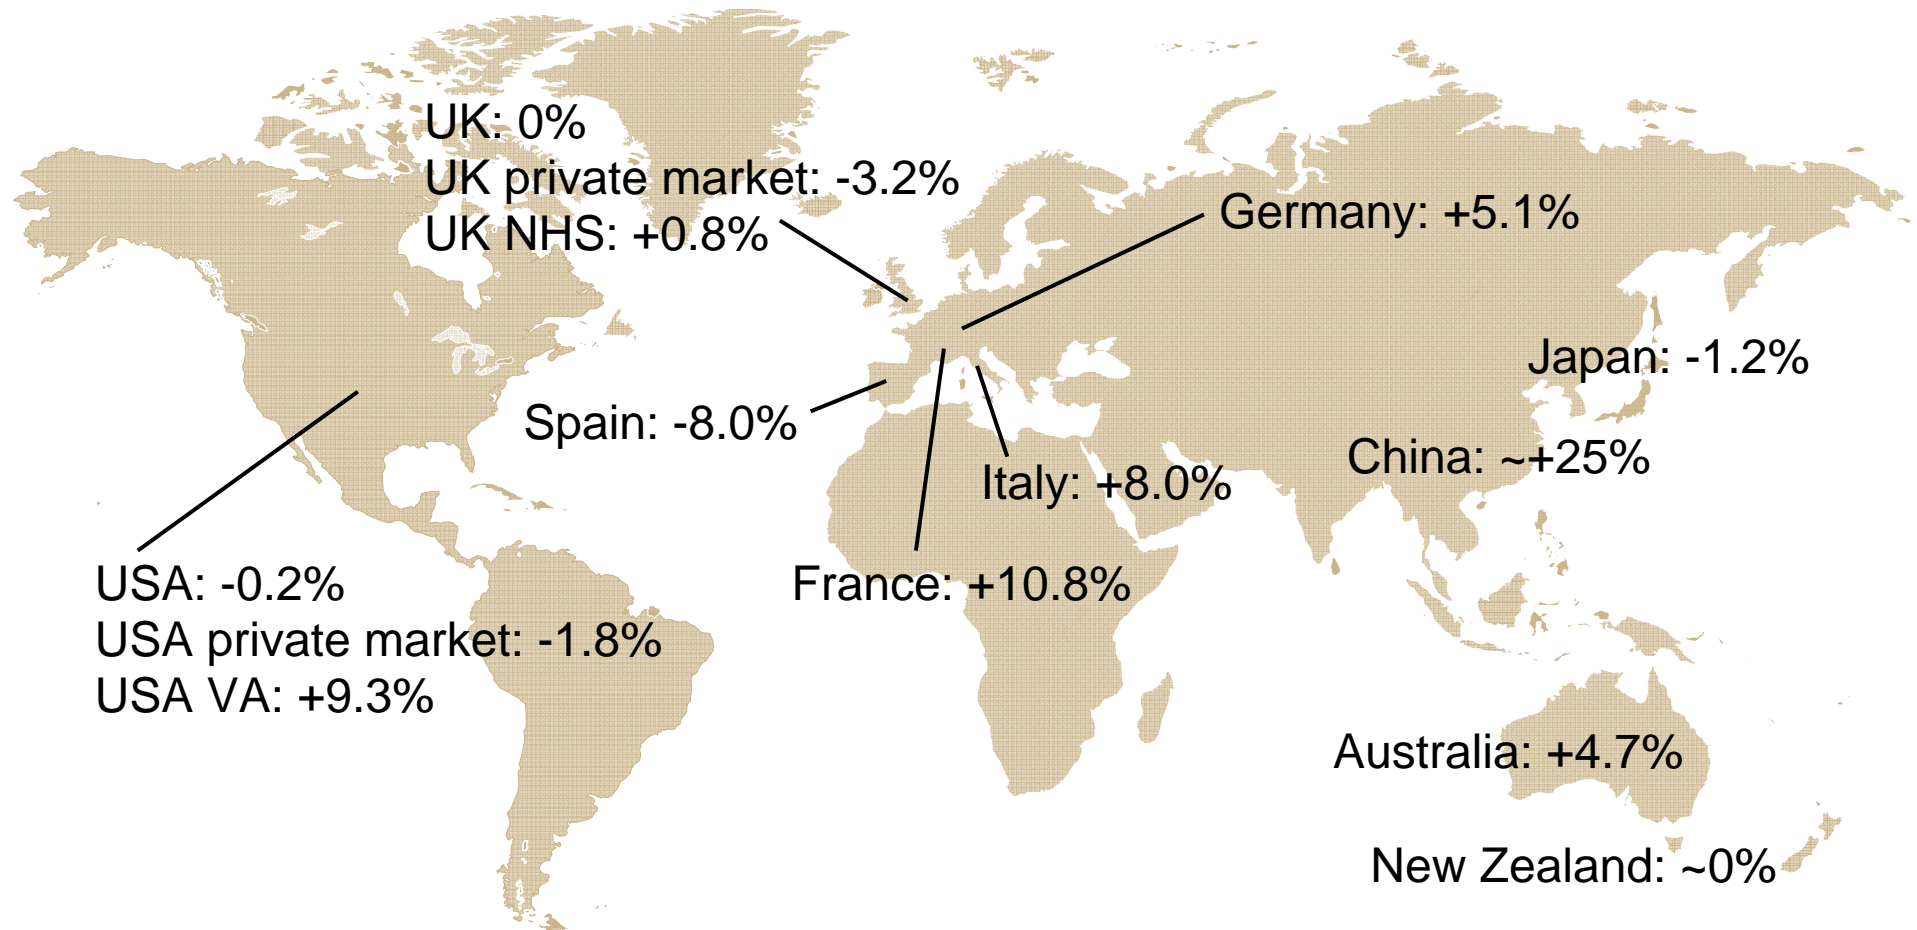 UK: 0%
UK private market: -3.2%
UK NHS: +0.8%
Germany: +5.1%
Japan: -1.2%
Spain: -8.0%
China: ~+25%
Italy: +8.0%
France: +10.8%
USA: -0.2%
USA private market: -1.8%
USA VA: +9.3%
Australia: +4.7%
New Zealand: ~0%